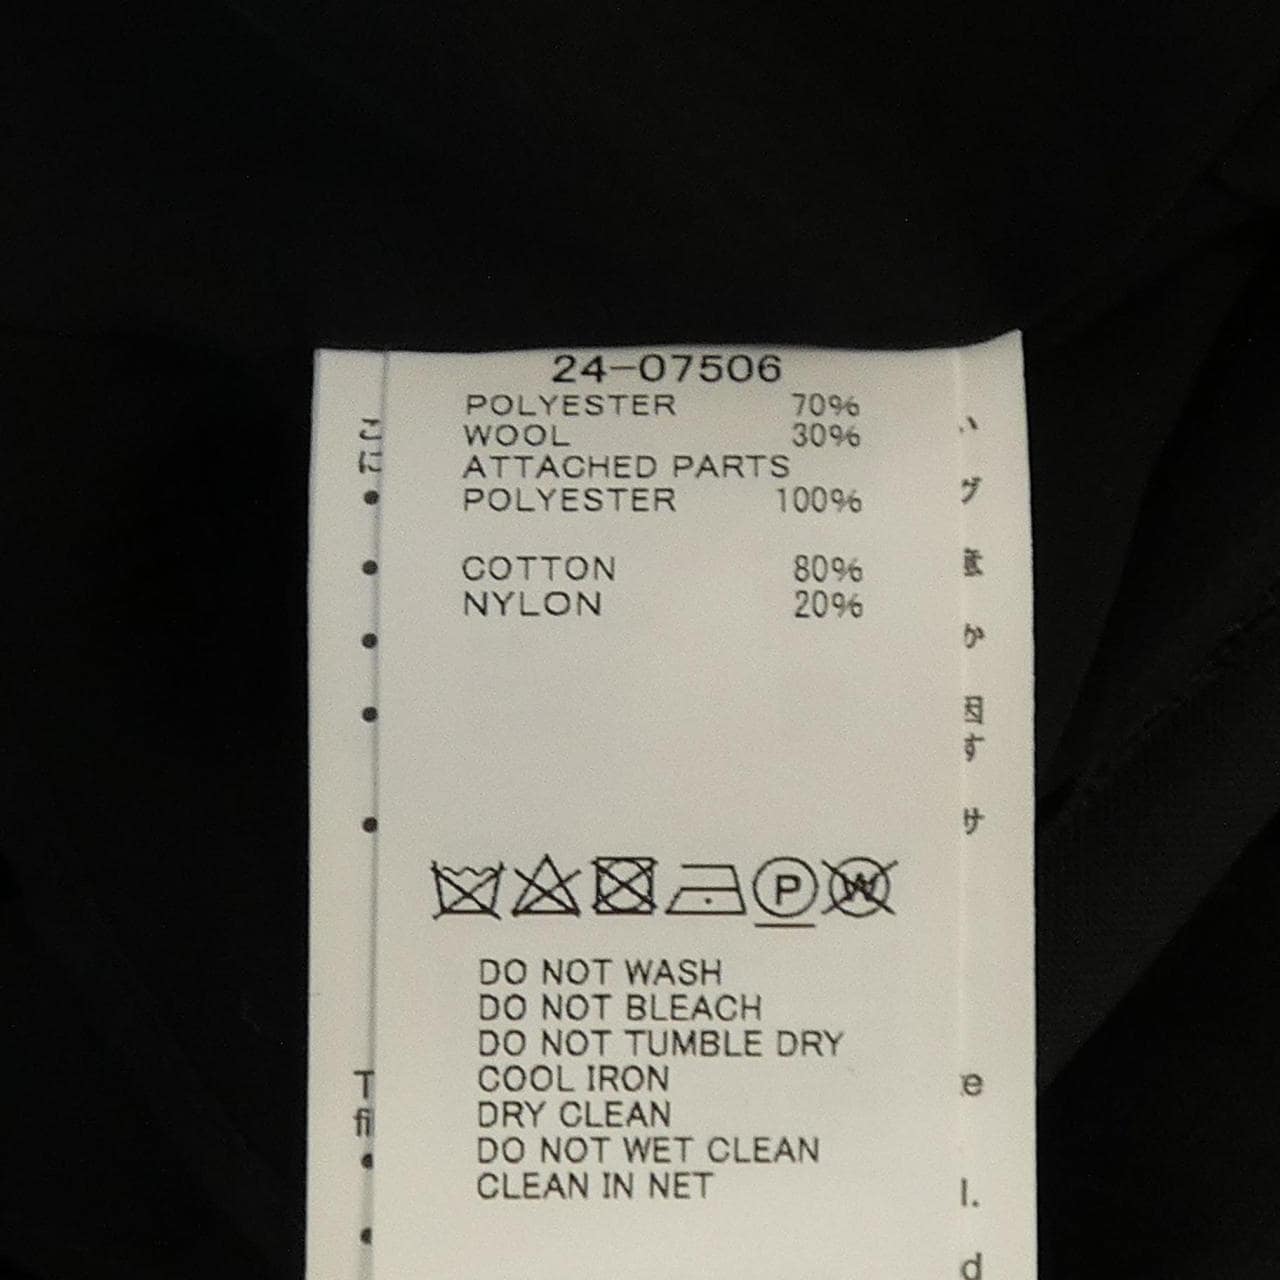 24-07506
POLYESTER 70%
WOOL 30%
ATTACHED PARTS
POLYESTER 100%
COTTON 80%
NYLON 20%
P W
DO NOT WASH
DO NOT BLEACH
DO NOT TUMBLE DRY
COOL IRON
DRY CLEAN
DO NOT WET CLEAN
CLEAN IN NET